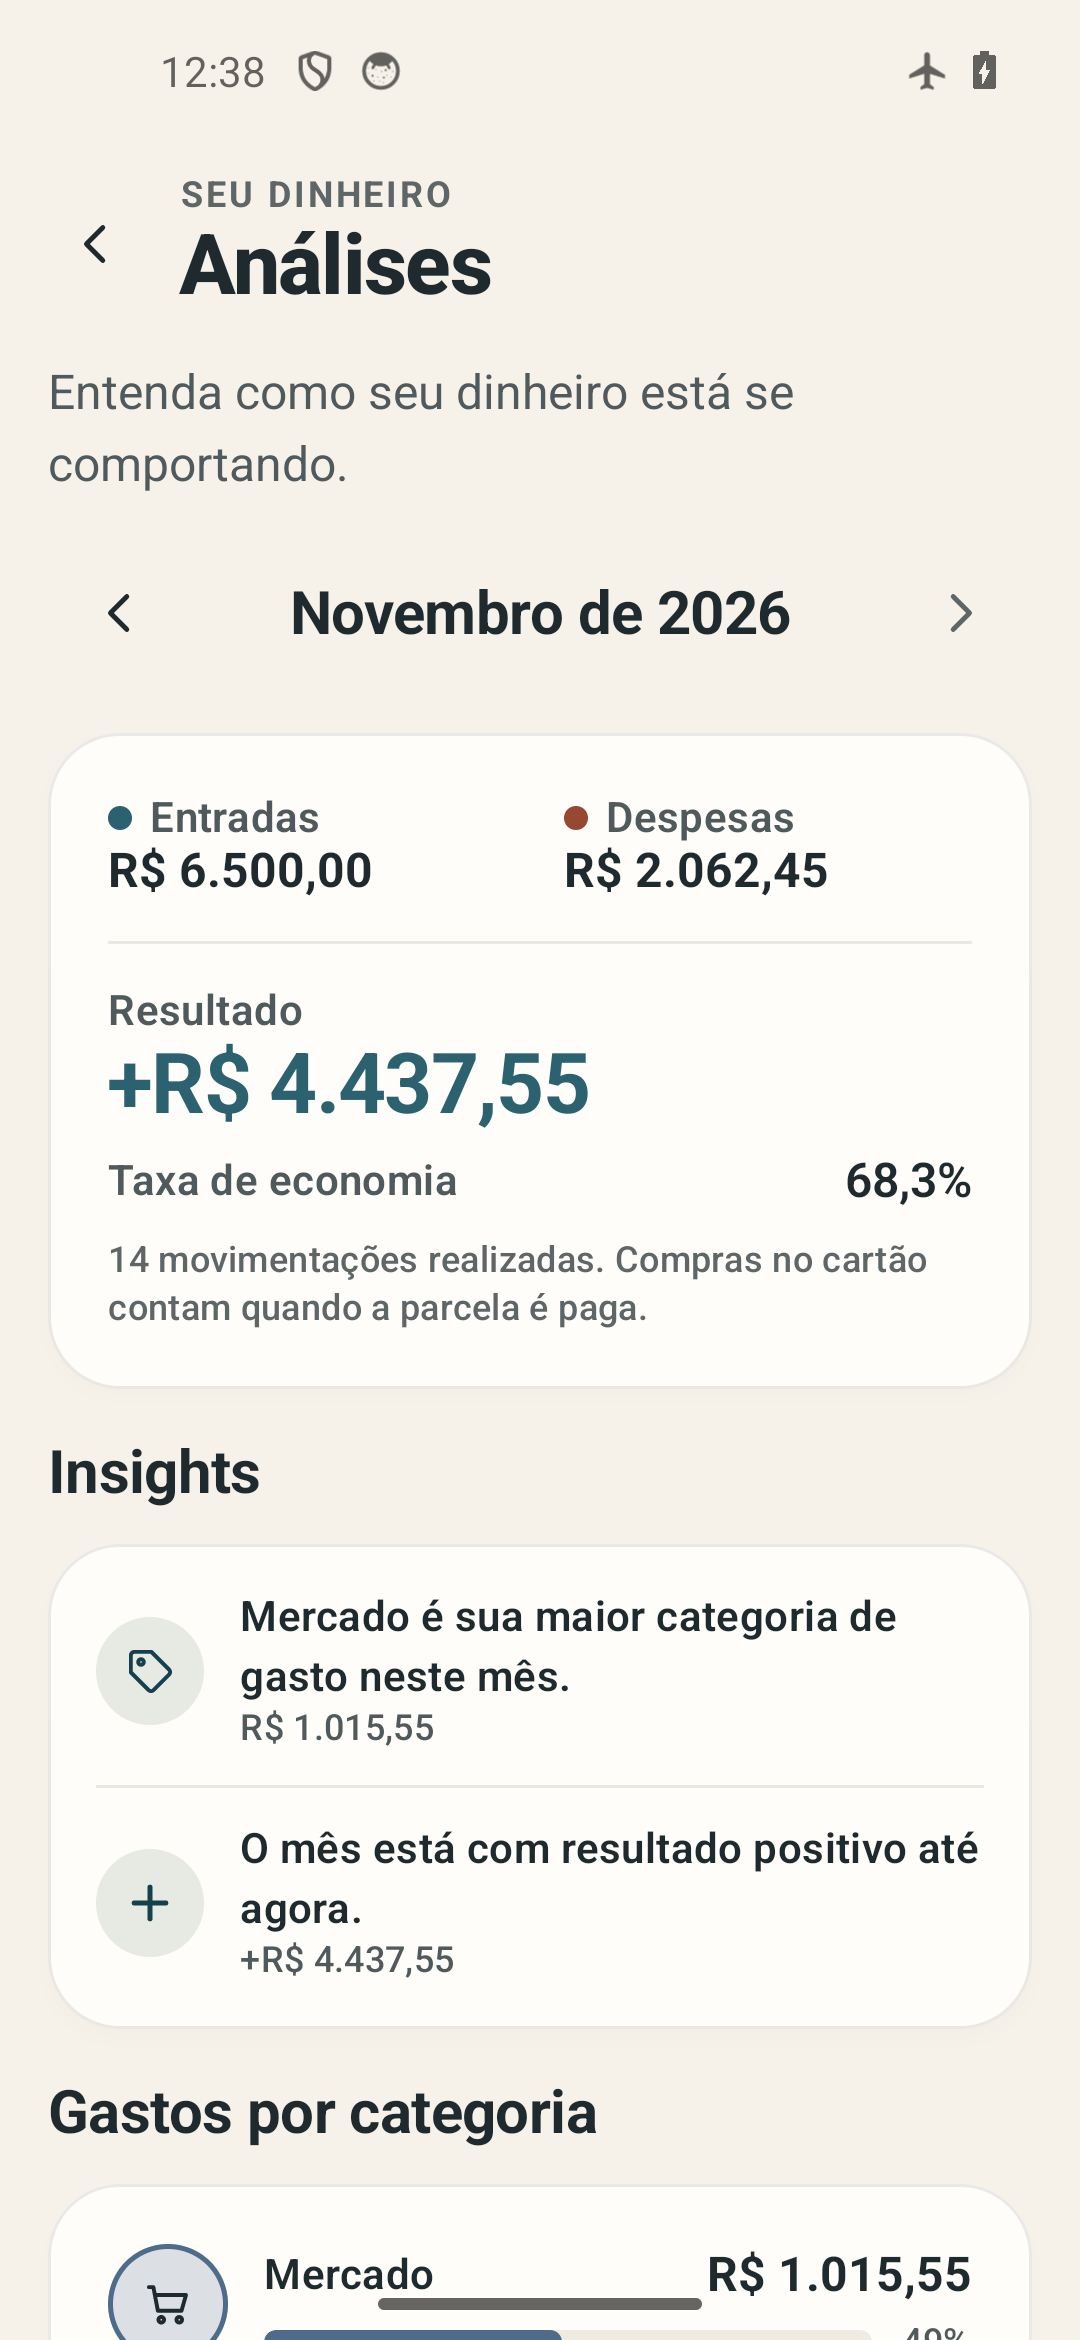 12:38
SEU DINHEIRO
Análises
Entenda como seu dinheiro está se
comportando.
Novembro de 2026
Entradas
Despesas
R$ 6.500,00
R$ 2.062,45
Resultado
+R$ 4.437,55
Taxa de economia
68,3%
14 movimentações realizadas. Compras no cartão
contam quando a parcela é paga.
Insights
Mercado é sua maior categoria de
gasto neste mês.
R$ 1.015,55
O mês está com resultado positivo até
agora.
+R$ 4.437,55
Gastos por categoria
Mercado
R$ 1.015,55